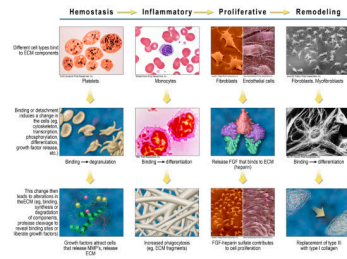 Hemostasis Inflammatory Proliferative Remodeling
Different cell types bind
to ECM components
Platelets
Monocytes
Fibroblasts Endothelial cells
Fibroblasts, Myofibroblasts
Binding or detachment
induces a change in
the cells (eg,
cytoskeleton,
transcription,
phosphorylation,
differentiation,
growth factor release,
etc.)
Binding degranulation
Binding differentiation
Release FGF that binds to ECM
(heparin)
Binding differentiation
This change then
leads to alterations in
theECM (eg, binding,
synthesis or
degradation
of components,
protease cleavage to
reveal binding sites or
liberate growth factors)
Growth factors attract cells
that release MMP's, release
ECM
Increased phagocytosis
(eg, ECM fragments)
FGF-heparin sulfate contributes
to cell proliferation
Replacement of type III
with type I collagen